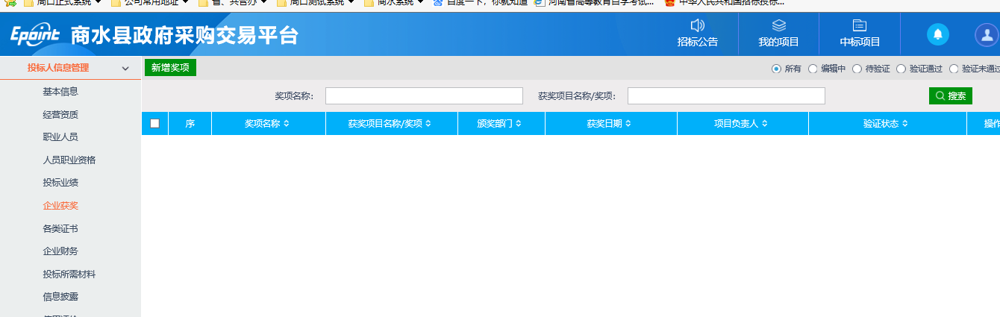 周口正式系统 公司常用地址 省、共管办 周口测试系统 商水系统 百度一下，你就知道 河南省高等教育自学考试... 中华人民共和国招标投标...
Epoint 商水县政府采购交易平台
招标公告 我的项目 中标项目
投标人信息管理
新增奖项
所有 编辑中 待验证 验证通过 验证未通过
基本信息
奖项名称： 获奖项目名称/奖项： 搜索
经营资质
序 奖项名称 获奖项目名称/奖项 颁奖部门 获奖日期 项目负责人 验证状态 操作
职业人员
人员职业资格
投标业绩
企业获奖
各类证书
企业财务
投标所需材料
信息披露